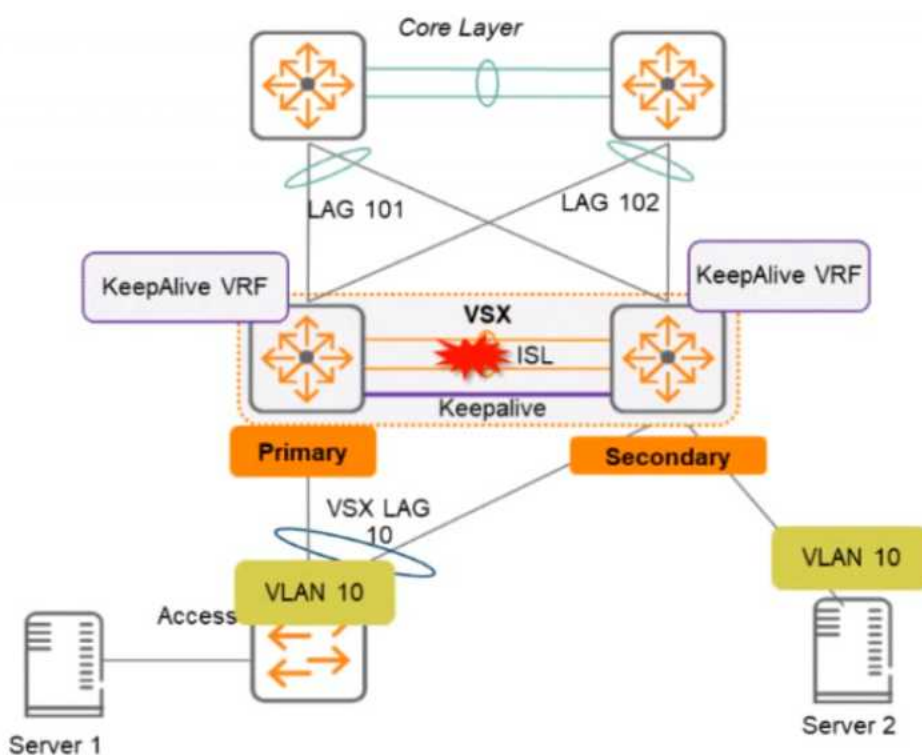 Core Layer
LAG 101
LAG 102
KeepAlive VRF
KeepAlive VRF
VSX
ISL
Keepalive
Primary
Secondary
VSX LAG
10
VLAN 10
VLAN 10
Access
Server 1
Server 2